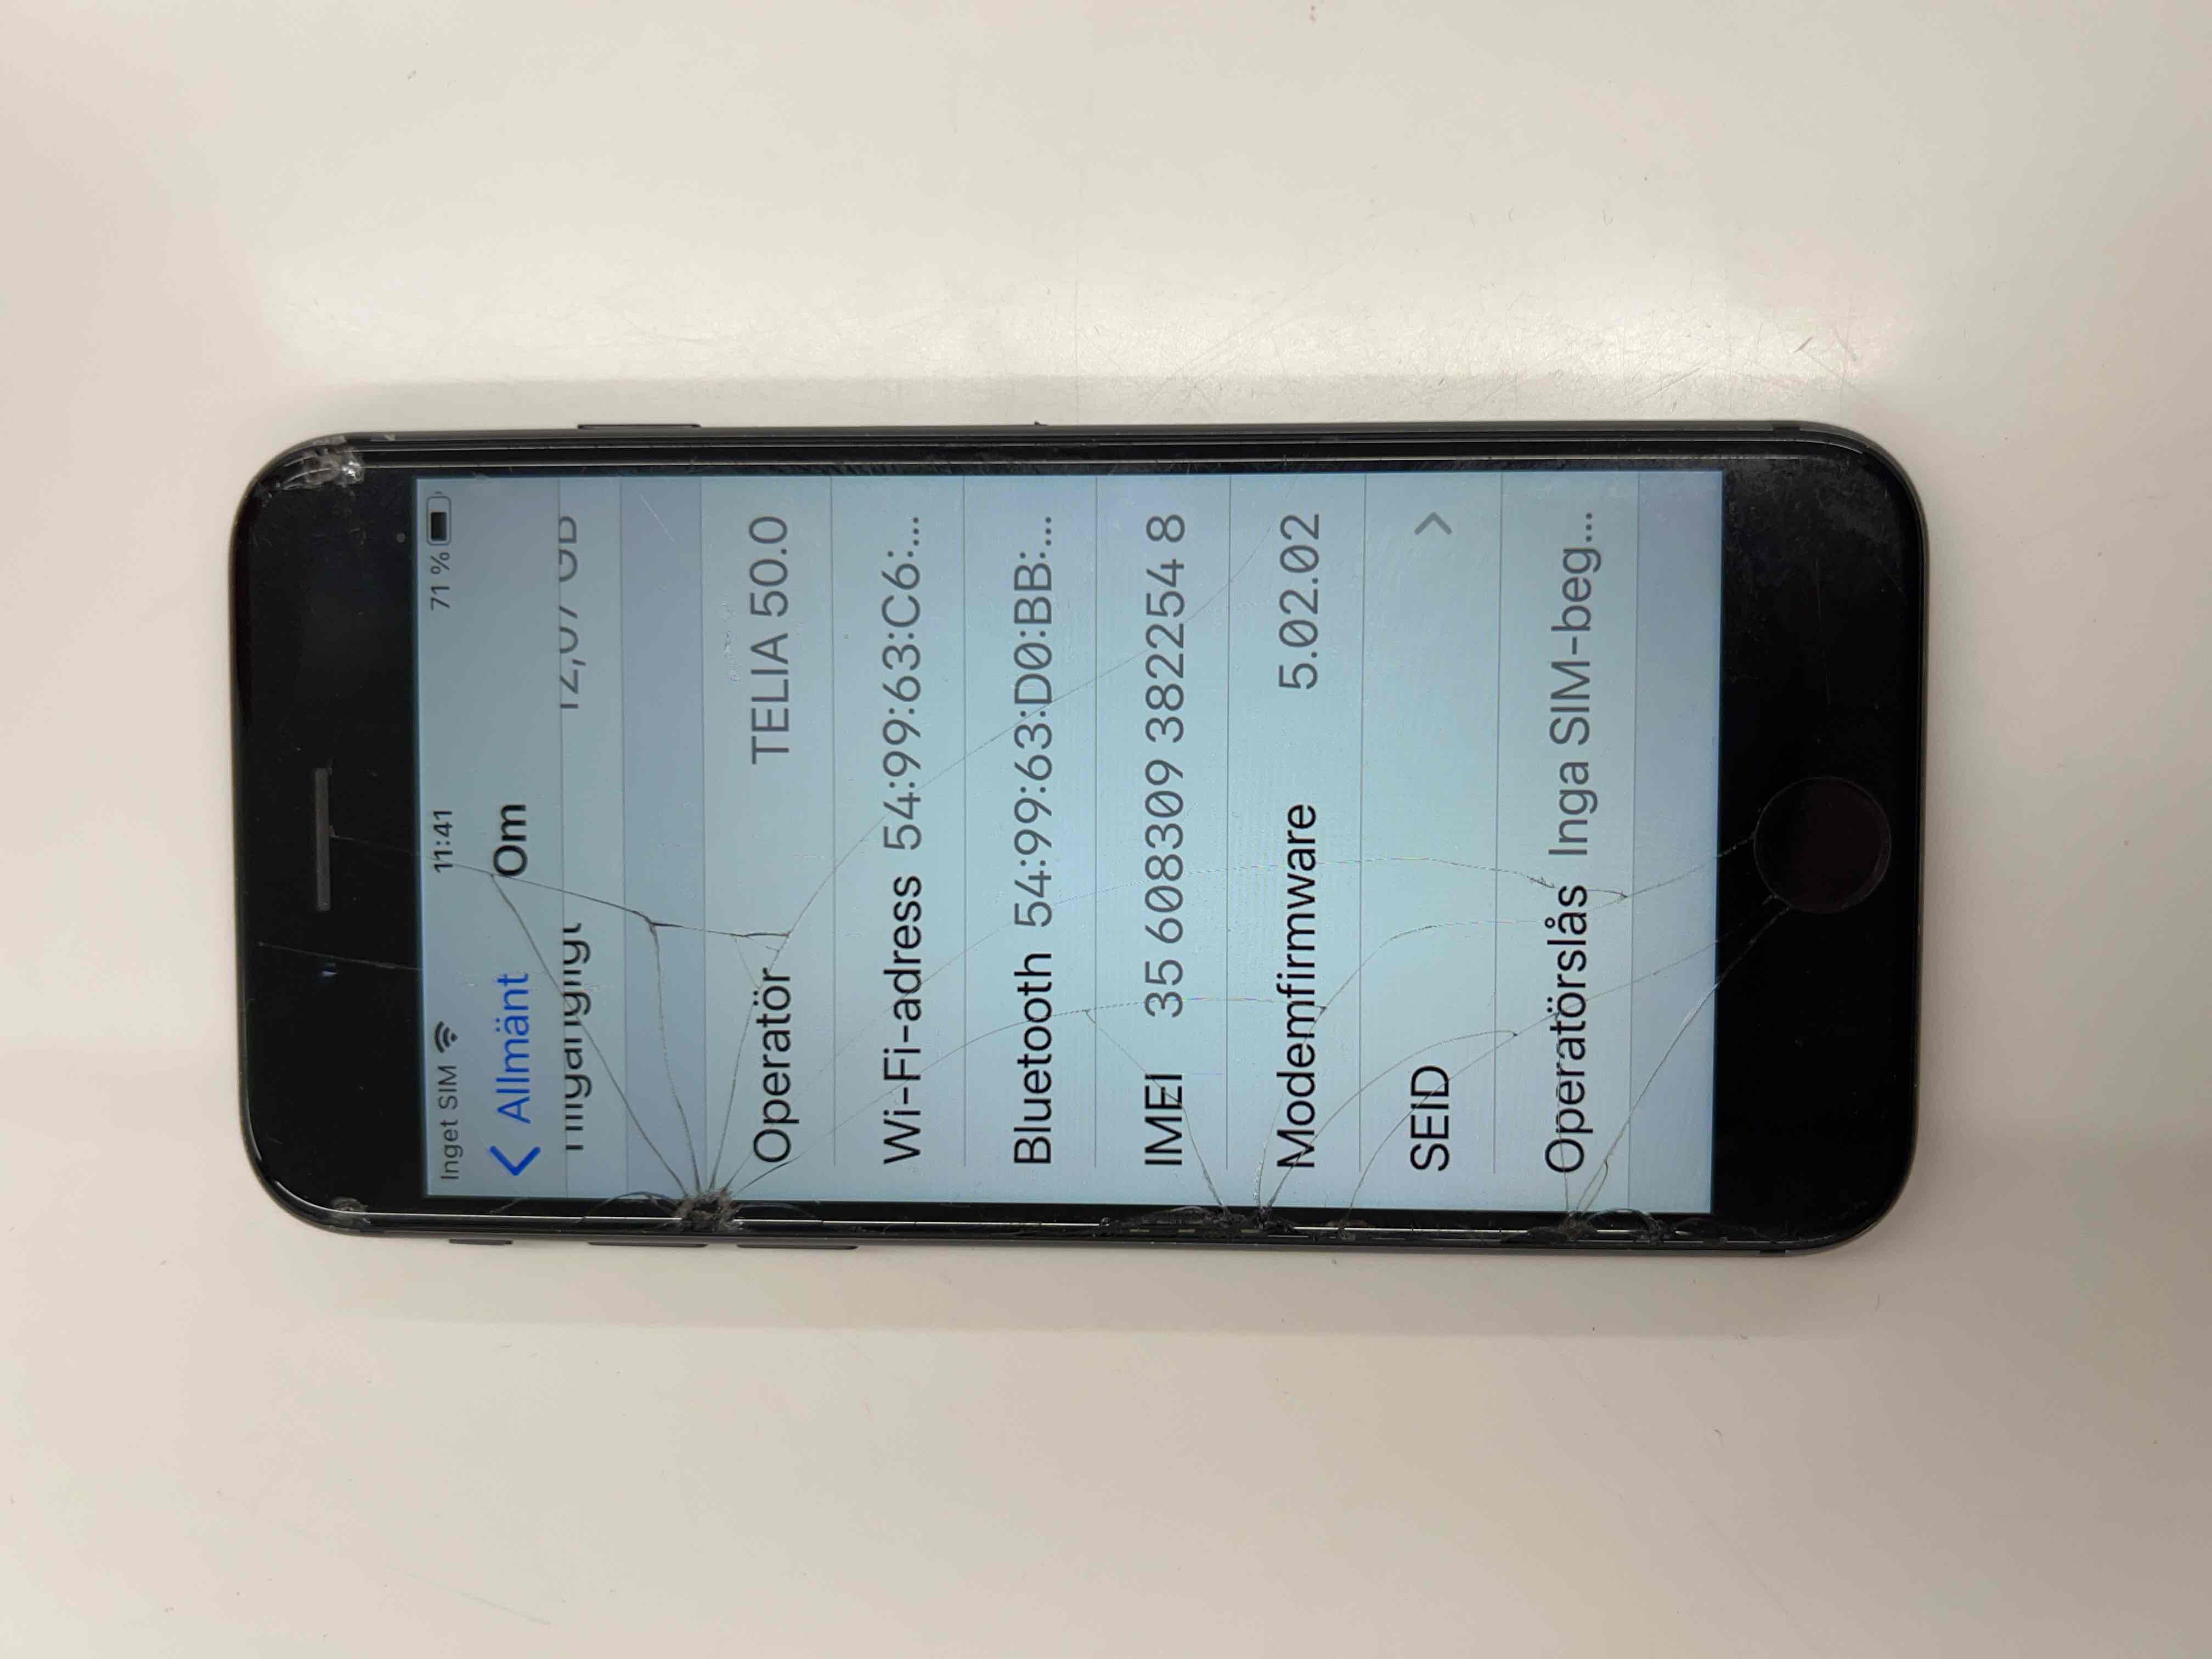 Inget SIM 11:41 71 %
Allmänt Om
Tillgängligt 12,07 GB
Operatör TELIA 50.0
Wi-Fi-adress 54:99:63:C6:...
Bluetooth 54:99:63:D0:BB:...
IMEI 35 608309 382254 8
Modemfirmware 5.02.02
SEID
Operatörslås Inga SIM-beg...